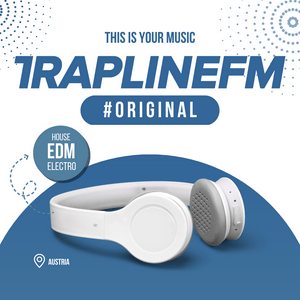 THIS IS YOUR MUSIC
TRAPLINEFM
#ORIGINAL
HOUSE
EDM
ELECTRO
AUSTRIA